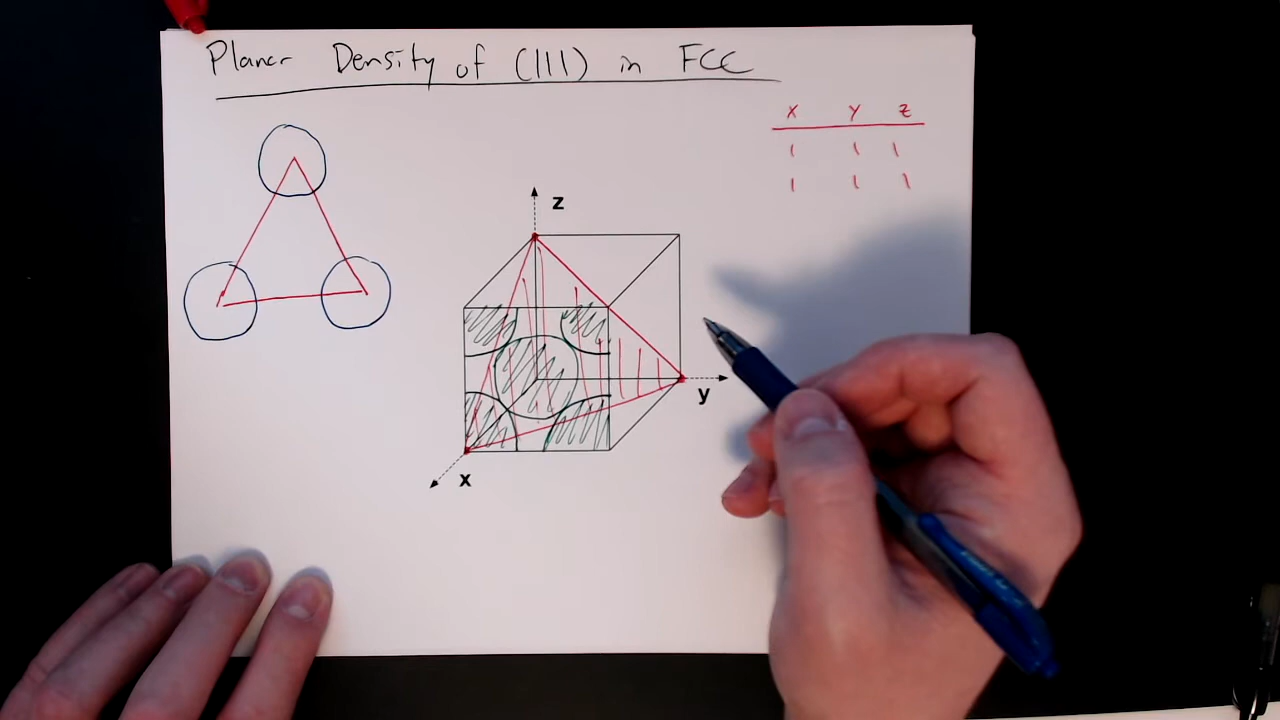 Planar Density of (111) in FCC
x y z
1 1 1
1 1 1
z
y
x